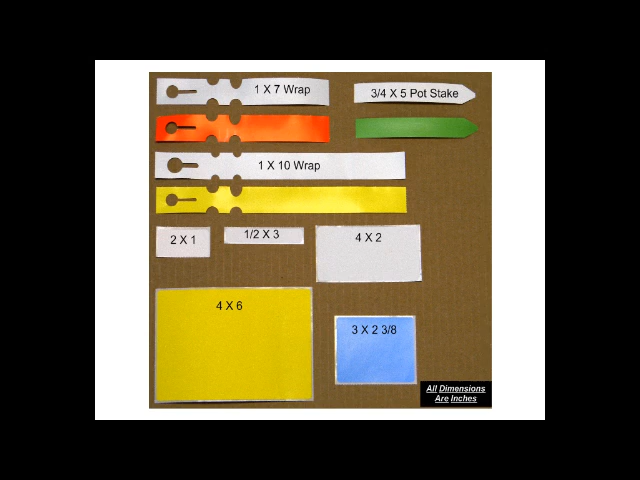 1 X 7 Wrap
3/4 X 5 Pot Stake
1 X 10 Wrap
2 X 1
1/2 X 3
4 X 2
4 X 6
3 X 2 3/8
All Dimensions
Are Inches